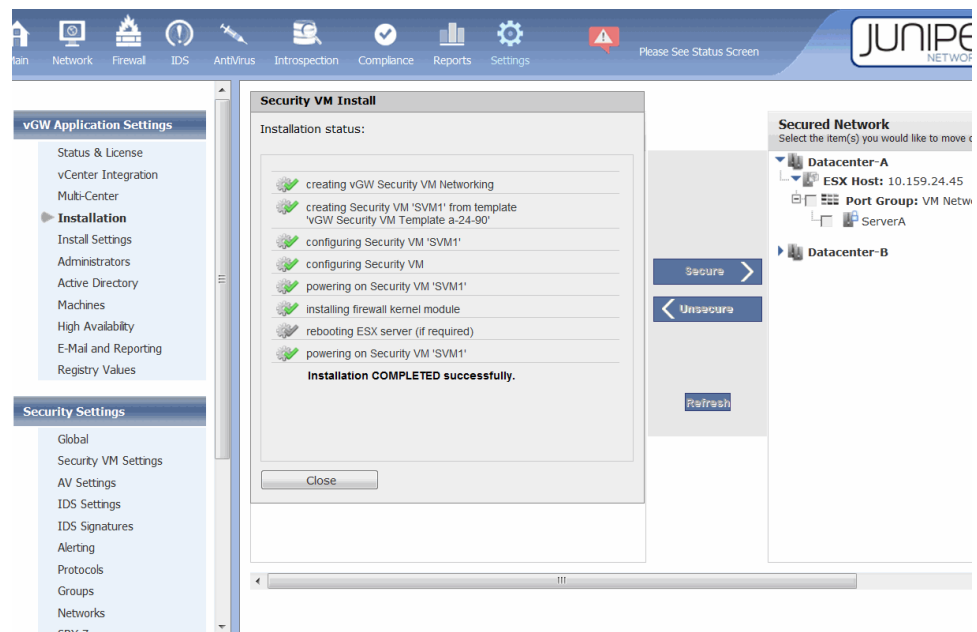 Main Network Firewall IDS AntiVirus Introspection Compliance Reports Settings Please See Status Screen
JUNIPE
NETWOR
Security VM Install
vGW Application Settings
Status & License
vCenter Integration
Multi-Center
Installation
Install Settings
Administrators
Active Directory
Machines
High Availability
E-Mail and Reporting
Registry Values
Security Settings
Global
Security VM Settings
AV Settings
IDS Settings
IDS Signatures
Alerting
Protocols
Groups
Networks
Installation status:
creating vGW Security VM Networking
creating Security VM 'SVM1' from template
'vGW Security VM Template a-24-90'
configuring Security VM 'SVM1'
configuring Security VM
powering on Security VM 'SVM1'
installing firewall kernel module
rebooting ESX server (if required)
powering on Security VM 'SVM1'
Installation COMPLETED successfully.
Close
Secure
Unsecure
Refresh
Secured Network
Select the item(s) you would like to move
Datacenter-A
ESX Host: 10.159.24.45
Port Group: VM Netw
ServerA
Datacenter-B